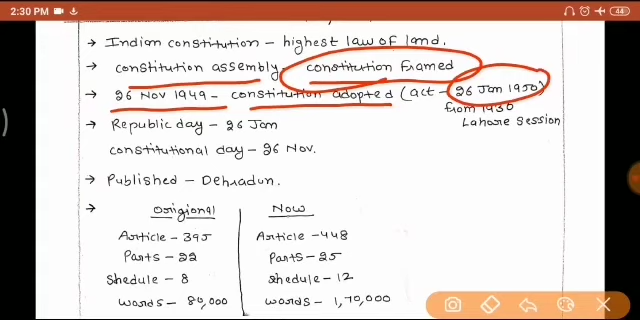 2:30 PM
44
→ Indian constitution - highest law of land.
→ constitution assembly - constitution framed
→ 26 Nov 1949 - constitution adopted (act - 26 Jan 1950)
from 1930
Lahore session
→ Republic day - 26 Jan
constitutional day - 26 Nov.
→ Published - Dehradun.
→ Origional Now
Article - 395 Article - 448
Parts - 22 Parts - 25
Shedule - 8 Shedule - 12
Words - 80,000 Words - 1,70,000